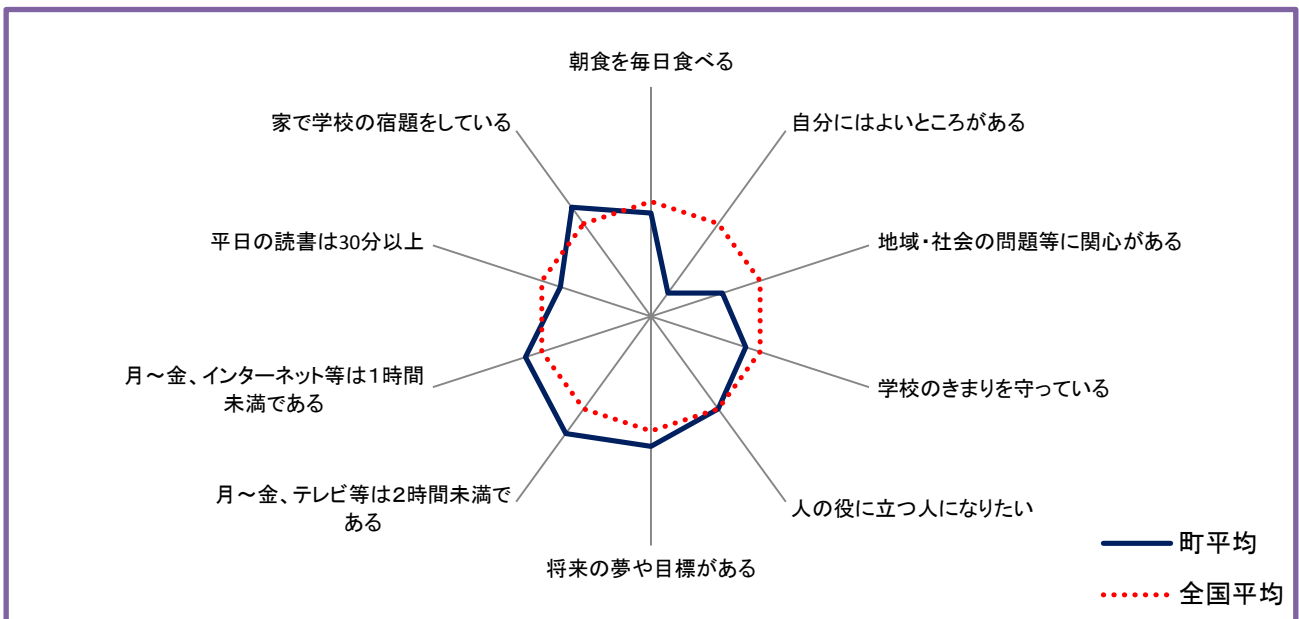 朝食を毎日食べる
自分にはよいところがある
地域・社会の問題等に関心がある
学校のきまりを守っている
人の役に立つ人になりたい
将来の夢や目標がある
月～金、テレビ等は２時間未満で
ある
月～金、インターネット等は１時間
未満である
平日の読書は30分以上
家で学校の宿題をしている
町平均
全国平均